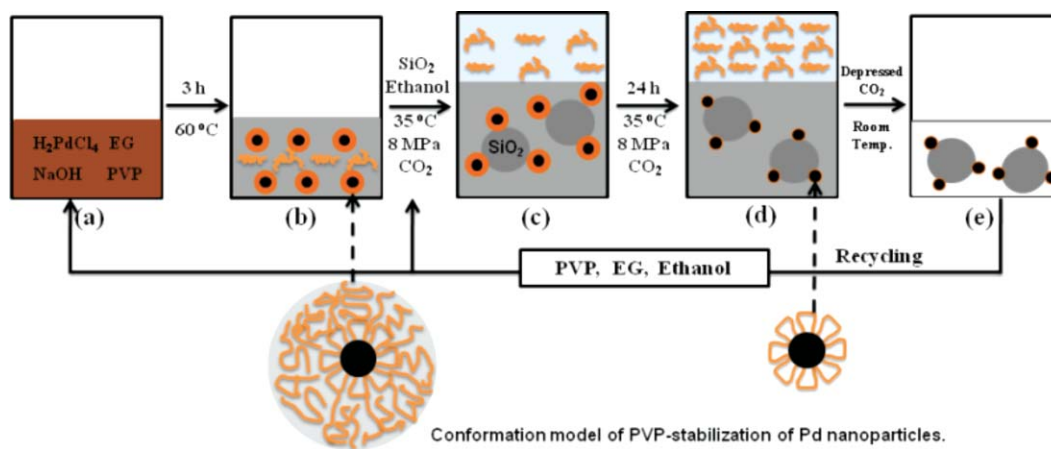 3 h
60 °C
SiO₂
Ethanol
35 °C
8 MPa
CO₂
24 h
35 °C
8 MPa
CO₂
Depressed
CO₂
Room
Temp.
H₂PdCl₄ EG
NaOH PVP
SiO₂
(a)
(b)
(c)
(d)
(e)
PVP, EG, Ethanol
Recycling
Conformation model of PVP-stabilization of Pd nanoparticles.